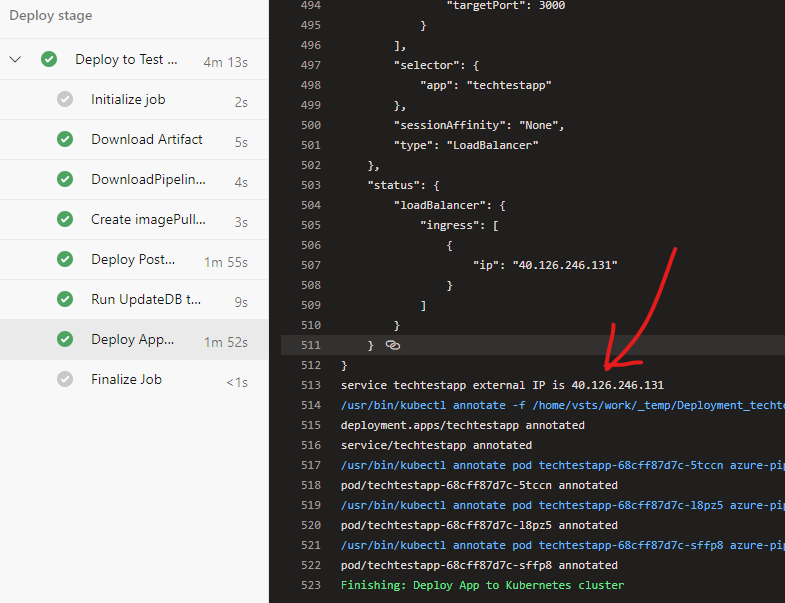 Deploy stage
Deploy to Test ... 4m 13s
Initialize job 2s
Download Artifact 5s
DownloadPipelin... 4s
Create imagePull... 3s
Deploy Post... 1m 55s
Run UpdateDB t... 9s
Deploy App... 1m 52s
Finalize Job <1s
494 "targetPort": 3000
495 }
496 ],
497 "selector": {
498 "app": "techtestapp"
499 },
500 "sessionAffinity": "None",
501 "type": "LoadBalancer"
502 },
503 "status": {
504 "loadBalancer": {
505 "ingress": [
506 {
507 "ip": "40.126.246.131"
508 }
509 ]
510 }
511 }
512 }
513 service techtestapp external IP is 40.126.246.131
514 /usr/bin/kubectl annotate -f /home/vsts/work/_temp/Deployment_techte
515 deployment.apps/techtestapp annotated
516 service/techtestapp annotated
517 /usr/bin/kubectl annotate pod techtestapp-68cff87d7c-5tccn azure-pip
518 pod/techtestapp-68cff87d7c-5tccn annotated
519 /usr/bin/kubectl annotate pod techtestapp-68cff87d7c-l8pz5 azure-pip
520 pod/techtestapp-68cff87d7c-l8pz5 annotated
521 /usr/bin/kubectl annotate pod techtestapp-68cff87d7c-sffp8 azure-pip
522 pod/techtestapp-68cff87d7c-sffp8 annotated
523 Finishing: Deploy App to Kubernetes cluster